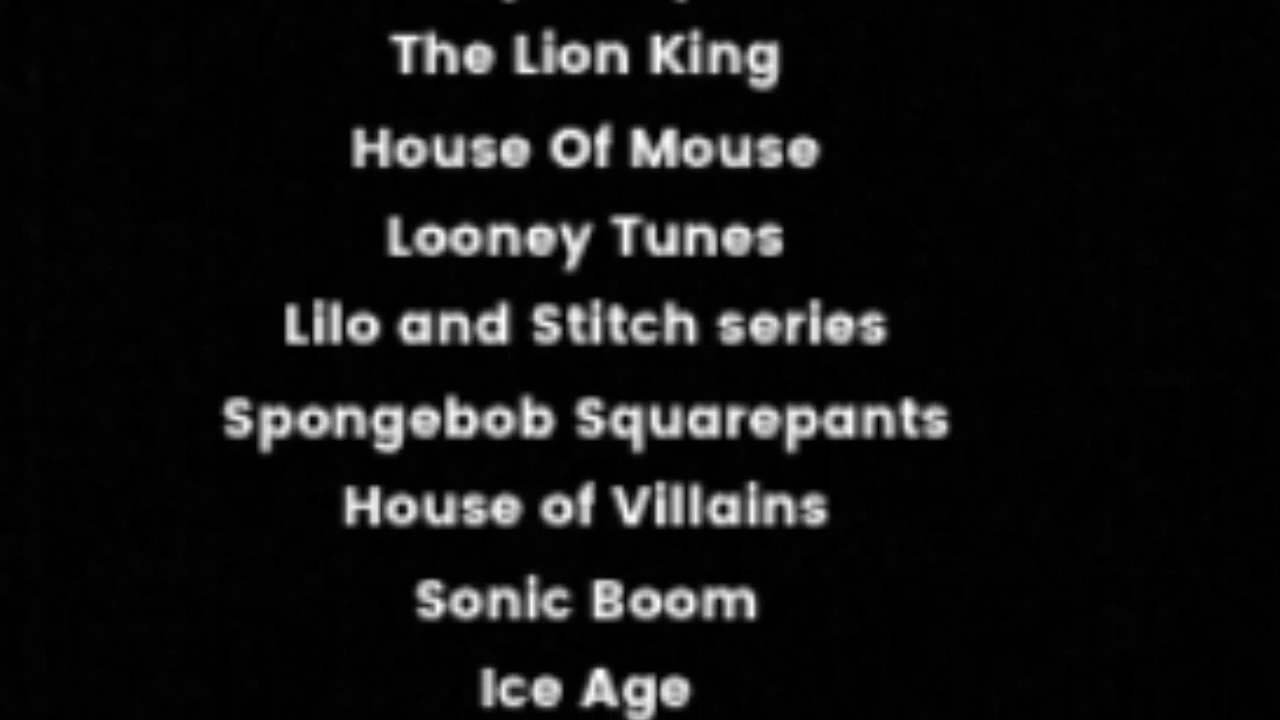 The Lion King
House Of Mouse
Looney Tunes
Lilo and Stitch series
Spongebob Squarepants
House of Villains
Sonic Boom
Ice Age